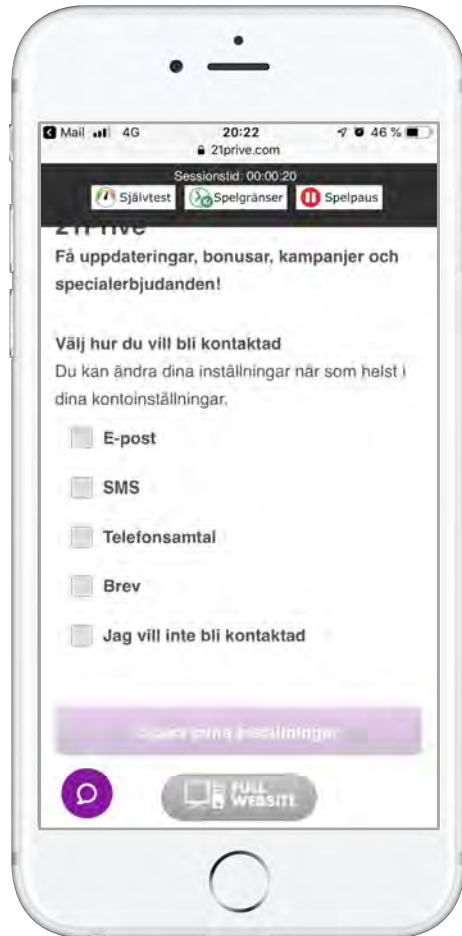 Mail 4G 20:22 46 %
21prive.com
Sessionstid: 00:00:20
Självtest Spelgränser Spelpaus
21Prive
Få uppdateringar, bonusar, kampanjer och
specialerbjudanden!
Välj hur du vill bli kontaktad
Du kan ändra dina inställningar när som helst i
dina kontoinställningar.
E-post
SMS
Telefonsamtal
Brev
Jag vill inte bli kontaktad
inställningar
FULL
WEBSITE